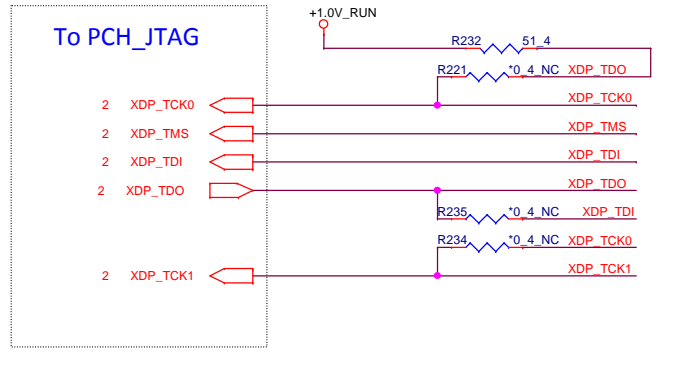 +1.0V_RUN
To PCH_JTAG
R232 51_4
R221 *0_4_NC XDP_TDO
2 XDP_TCK0 XDP_TCK0
2 XDP_TMS XDP_TMS
2 XDP_TDI XDP_TDI
2 XDP_TDO XDP_TDO
R235 *0_4_NC XDP_TDI
R234 *0_4_NC XDP_TCK0
2 XDP_TCK1 XDP_TCK1